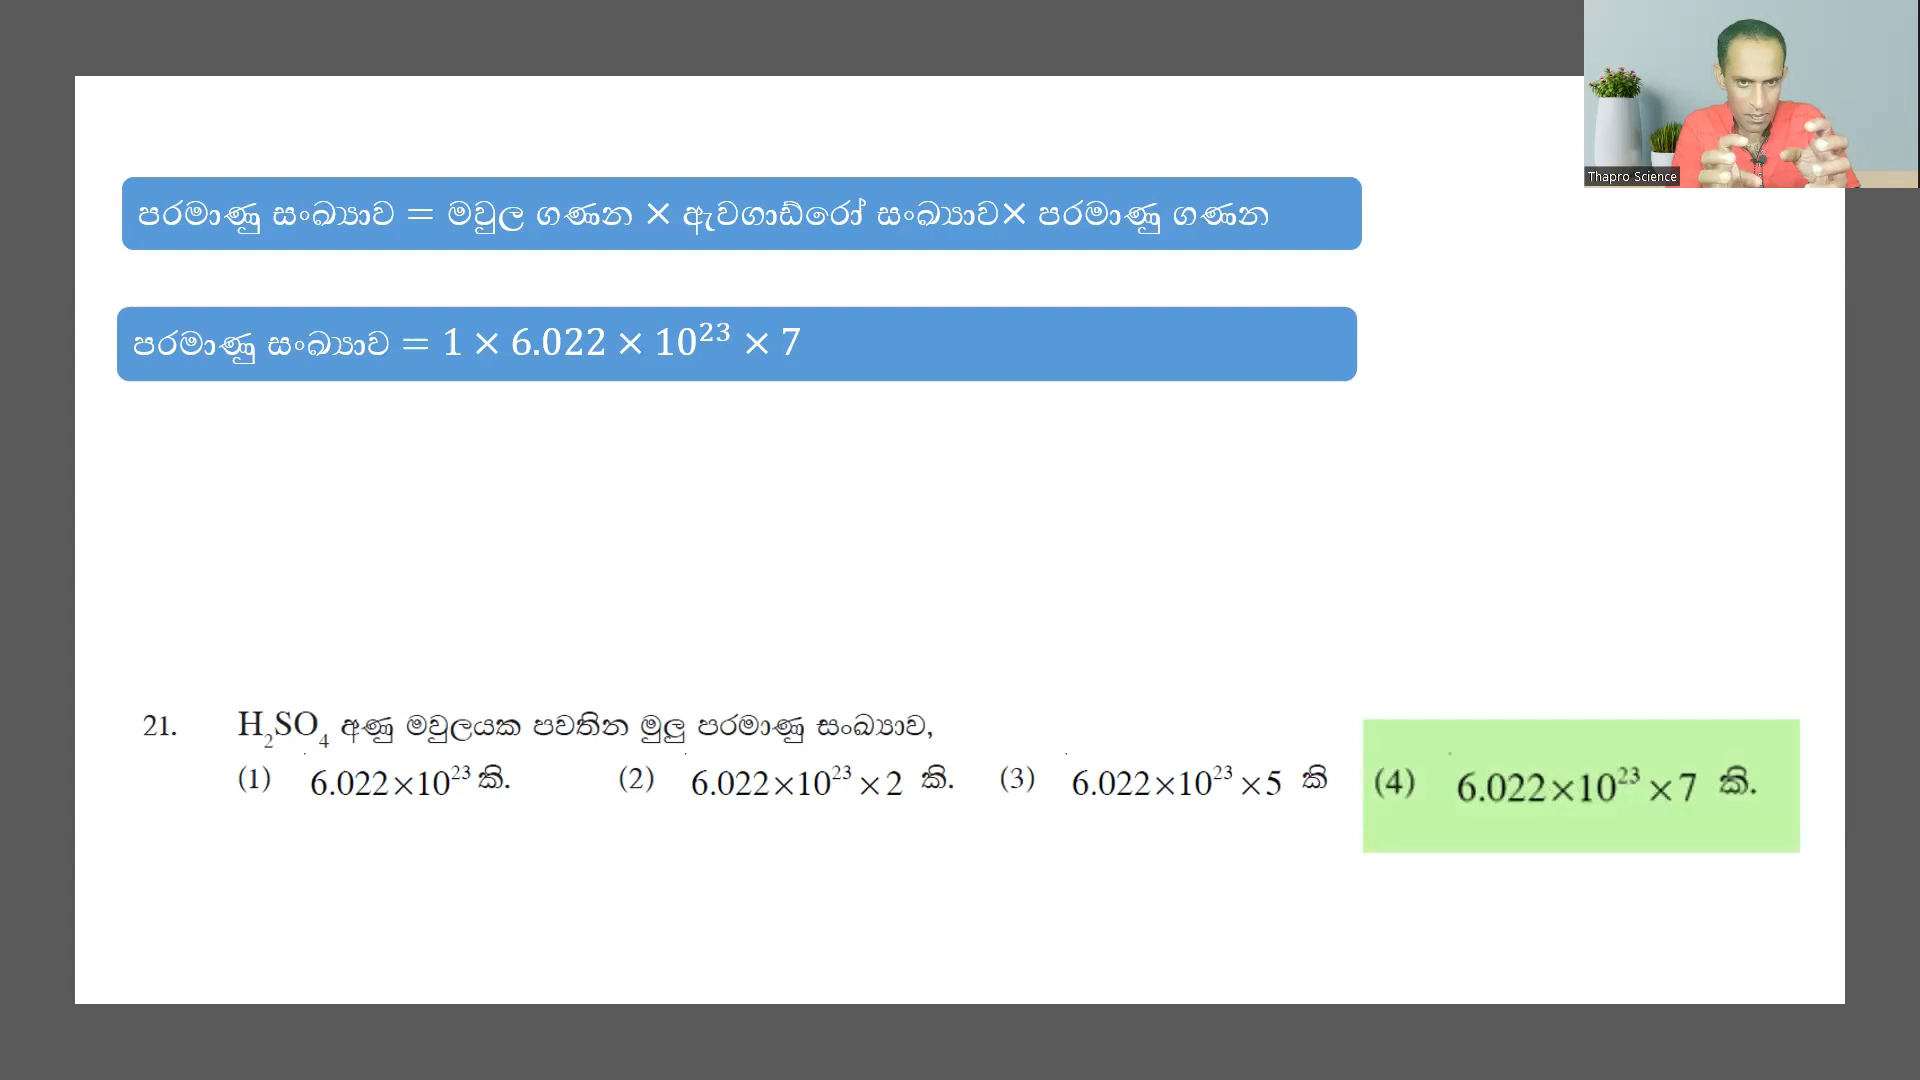 Thapro Science
පරමාණු සංඛ්‍යාව = මවුල ගණන × ඇවගාඩ්රෝ සංඛ්‍යාව× පරමාණු ගණන
පරමාණු සංඛ්‍යාව = 1 × 6.022 × 10²³ × 7
21. H₂SO₄ අණු මවුලයක පවතින මුලු පරමාණු සංඛ්‍යාව,
(1) 6.022×10²³ කි. (2) 6.022×10²³ ×2 කි. (3) 6.022×10²³ ×5 කි (4) 6.022×10²³ ×7 කි.